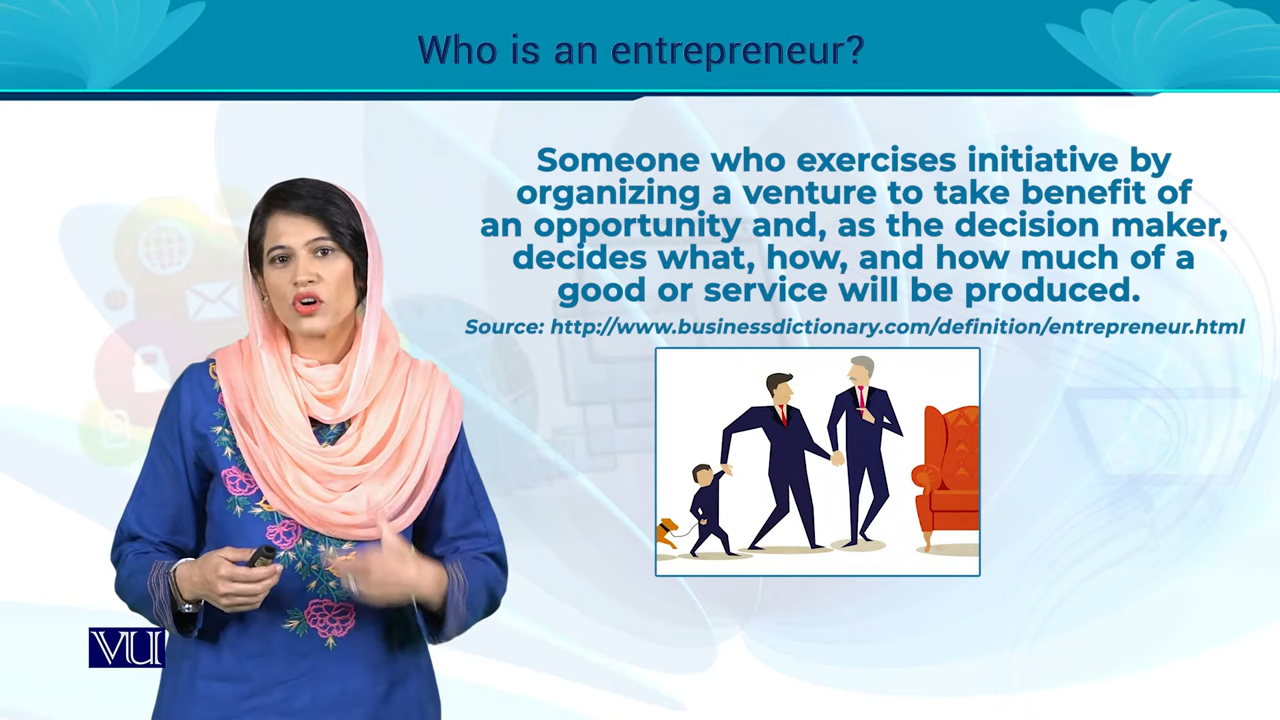 Who is an entrepreneur?
Someone who exercises initiative by
organizing a venture to take benefit of
an opportunity and, as the decision maker,
decides what, how, and how much of a
good or service will be produced.
Source: http://www.businessdictionary.com/definition/entrepreneur.html
VU